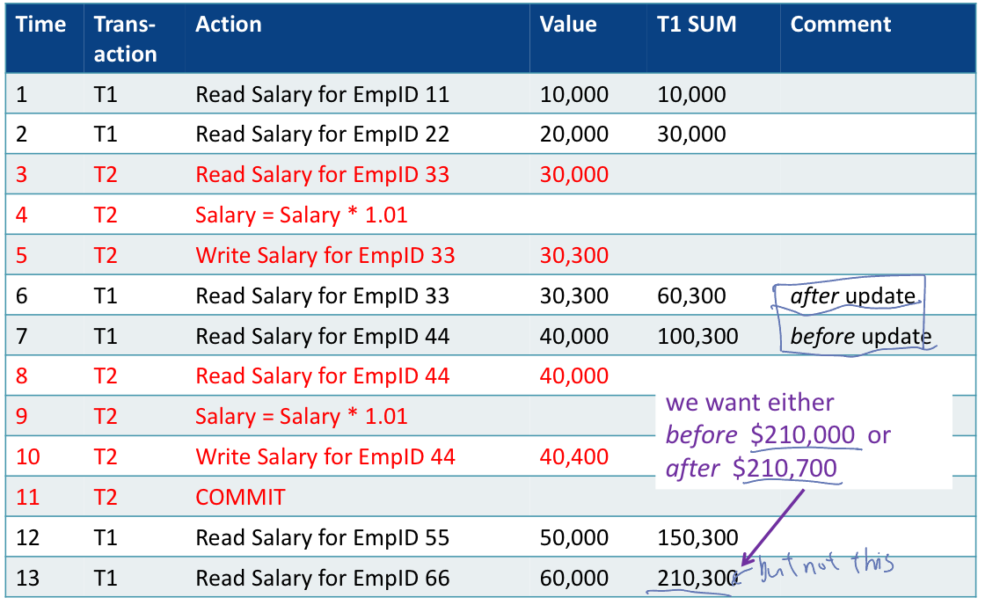 Time Trans-action Action Value T1 SUM Comment
1 T1 Read Salary for EmpID 11 10,000 10,000
2 T1 Read Salary for EmpID 22 20,000 30,000
3 T2 Read Salary for EmpID 33 30,000
4 T2 Salary = Salary * 1.01
5 T2 Write Salary for EmpID 33 30,300
6 T1 Read Salary for EmpID 33 30,300 60,300 after update
7 T1 Read Salary for EmpID 44 40,000 100,300 before update
8 T2 Read Salary for EmpID 44 40,000
we want either
9 T2 Salary = Salary * 1.01
before $210,000 or
10 T2 Write Salary for EmpID 44 40,400
after $210,700
11 T2 COMMIT
12 T1 Read Salary for EmpID 55 50,000 150,300
13 T1 Read Salary for EmpID 66 60,000 210,300 but not this